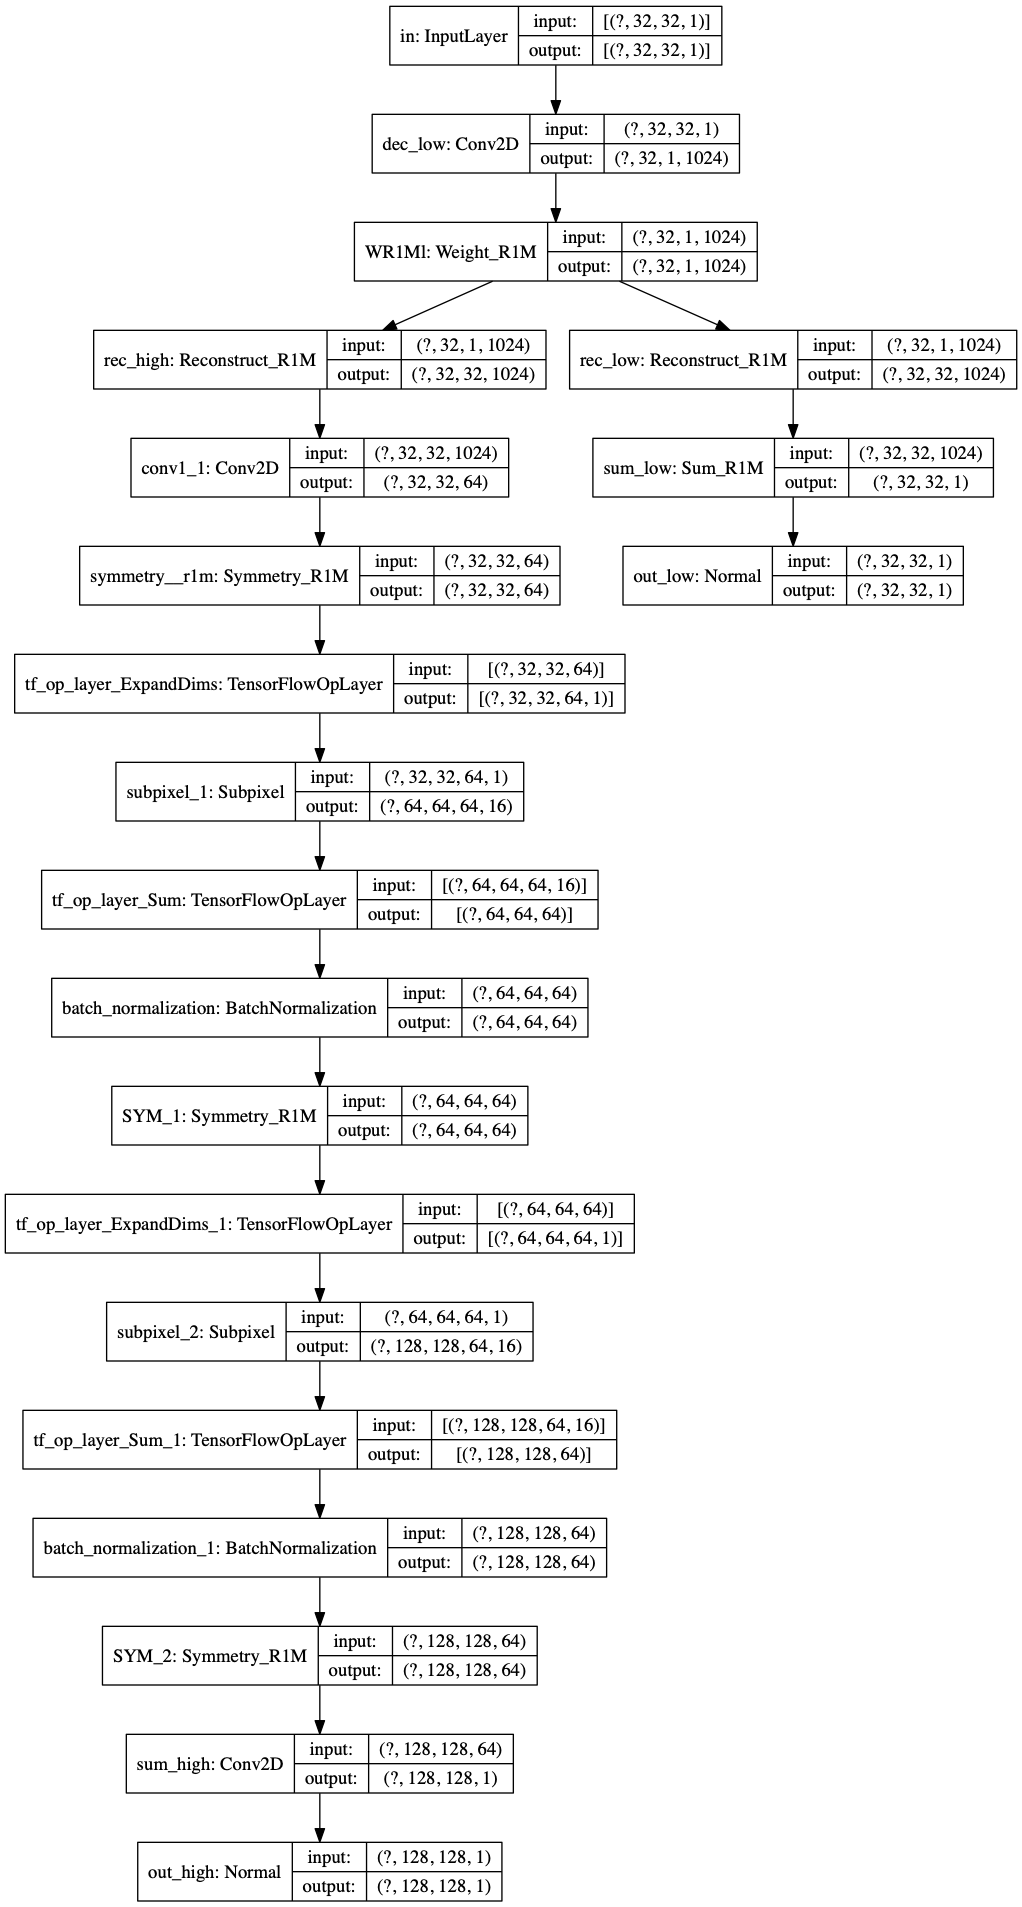 in: InputLayer
input: [(?, 32, 32, 1)]
output: [(?, 32, 32, 1)]
dec_low: Conv2D
input: (?, 32, 32, 1)
output: (?, 32, 1, 1024)
WR1Ml: Weight_R1M
input: (?, 32, 1, 1024)
output: (?, 32, 1, 1024)
rec_high: Reconstruct_R1M
input: (?, 32, 1, 1024)
output: (?, 32, 32, 1024)
rec_low: Reconstruct_R1M
input: (?, 32, 1, 1024)
output: (?, 32, 32, 1024)
conv1_1: Conv2D
input: (?, 32, 32, 1024)
output: (?, 32, 32, 64)
sum_low: Sum_R1M
input: (?, 32, 32, 1024)
output: (?, 32, 32, 1)
symmetry__r1m: Symmetry_R1M
input: (?, 32, 32, 64)
output: (?, 32, 32, 64)
out_low: Normal
input: (?, 32, 32, 1)
output: (?, 32, 32, 1)
tf_op_layer_ExpandDims: TensorFlowOpLayer
input: [(?, 32, 32, 64)]
output: [(?, 32, 32, 64, 1)]
subpixel_1: Subpixel
input: (?, 32, 32, 64, 1)
output: (?, 64, 64, 64, 16)
tf_op_layer_Sum: TensorFlowOpLayer
input: [(?, 64, 64, 64, 16)]
output: [(?, 64, 64, 64)]
batch_normalization: BatchNormalization
input: (?, 64, 64, 64)
output: (?, 64, 64, 64)
SYM_1: Symmetry_R1M
input: (?, 64, 64, 64)
output: (?, 64, 64, 64)
tf_op_layer_ExpandDims_1: TensorFlowOpLayer
input: [(?, 64, 64, 64)]
output: [(?, 64, 64, 64, 1)]
subpixel_2: Subpixel
input: (?, 64, 64, 64, 1)
output: (?, 128, 128, 64, 16)
tf_op_layer_Sum_1: TensorFlowOpLayer
input: [(?, 128, 128, 64, 16)]
output: [(?, 128, 128, 64)]
batch_normalization_1: BatchNormalization
input: (?, 128, 128, 64)
output: (?, 128, 128, 64)
SYM_2: Symmetry_R1M
input: (?, 128, 128, 64)
output: (?, 128, 128, 64)
sum_high: Conv2D
input: (?, 128, 128, 64)
output: (?, 128, 128, 1)
out_high: Normal
input: (?, 128, 128, 1)
output: (?, 128, 128, 1)